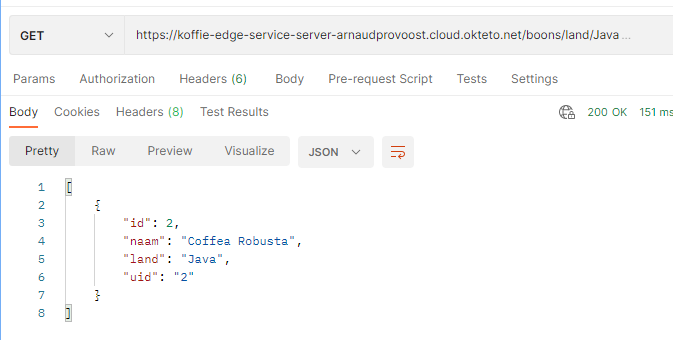 GET https://koffie-edge-service-server-arnaudprovoost.cloud.okteto.net/boons/land/Java ...
Params Authorization Headers (6) Body Pre-request Script Tests Settings
Body Cookies Headers (8) Test Results 200 OK 151 ms
Pretty Raw Preview Visualize JSON
1 [
2 {
3 "id": 2,
4 "naam": "Coffea Robusta",
5 "land": "Java",
6 "uid": "2"
7 }
8 ]